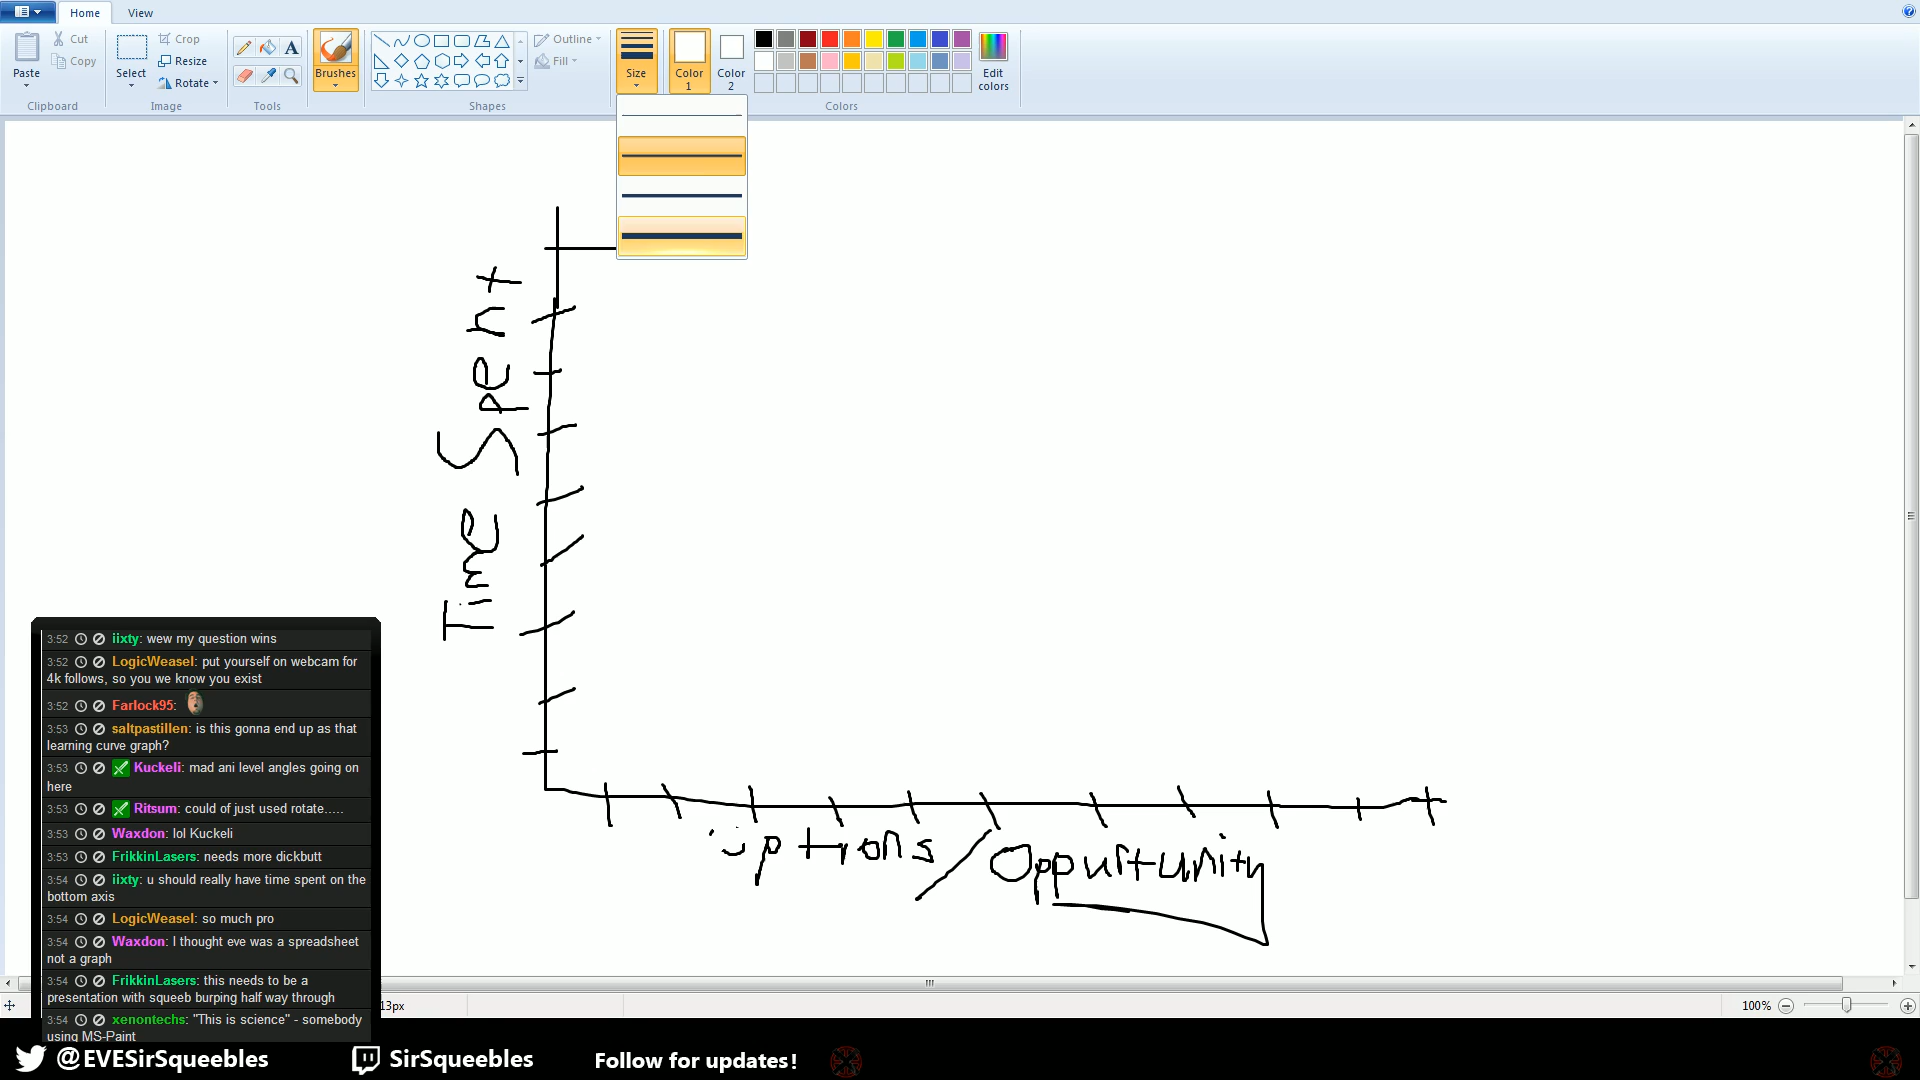 Home
View
Paste
Cut
Copy
Clipboard
Select
Crop
Resize
Rotate
Image
A
Tools
Brushes
Shapes
Outline
Fill
Size
Color 1
Color 2
Colors
Edit colors
Time Spent
Oppurtunity
3:52 iixty: wew my question wins
3:52 LogicWeasel: put yourself on webcam for
4k follows, so you we know you exist
3:52 Farlock95:
3:53 saltpastillen: is this gonna end up as that
learning curve graph?
3:53 Kuckeli: mad ani level angles going on
here
3:53 Ritsum: could of just used rotate.....
3:53 Waxdon: lol Kuckeli
3:53 FrikkinLasers: needs more dickbutt
3:54 iixty: u should really have time spent on the
bottom axis
3:54 LogicWeasel: so much pro
3:54 Waxdon: I thought eve was a spreadsheet
not a graph
3:54 FrikkinLasers: this needs to be a
presentation with squeeb burping half way through
3:54 xenontechs: "This is science" - somebody
using MS-Paint
13px
100%
@EVESirSqueebles
SirSqueebles
Follow for updates!